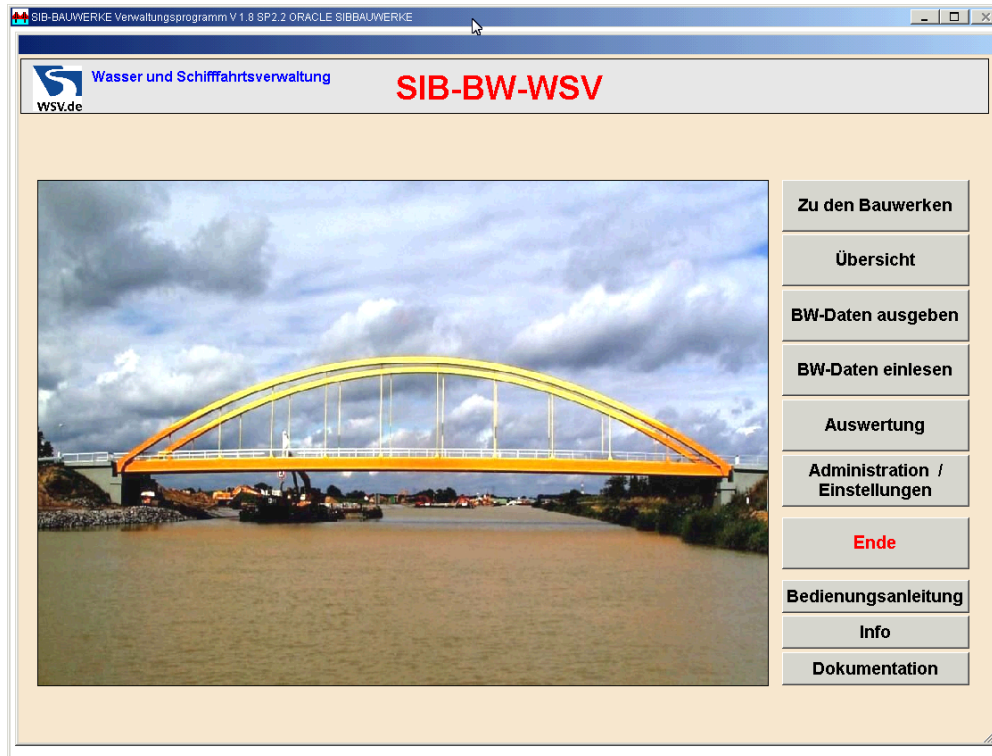 SIB-BAUWERKE Verwaltungsprogramm V 1.8 SP2.2 ORACLE SIBBAUWERKE
Wasser und Schifffahrtsverwaltung
SIB-BW-WSV
WSV.de
Zu den Bauwerken
Übersicht
BW-Daten ausgeben
BW-Daten einlesen
Auswertung
Administration /
Einstellungen
Ende
Bedienungsanleitung
Info
Dokumentation